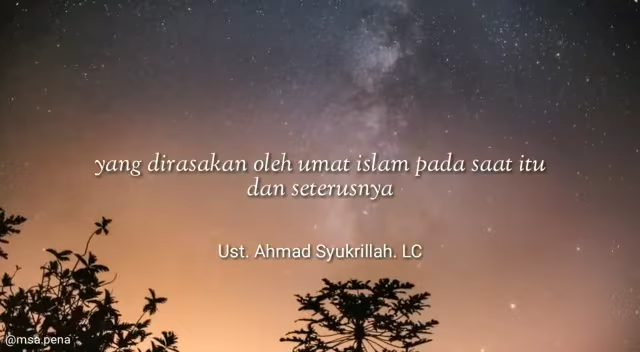 yang dirasakan oleh umat islam pada saat itu
dan seterusnya
Ust. Ahmad Syukrillah. LC
@msa.pena